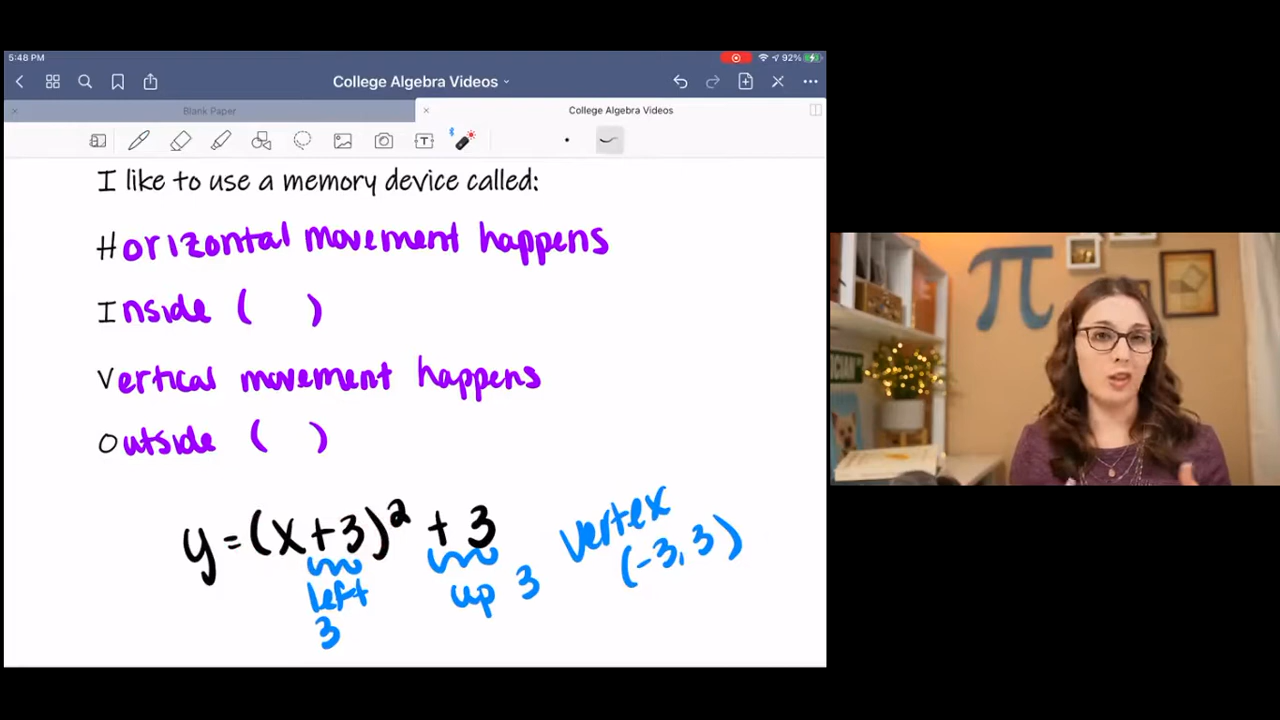 5:48 PM
92%
College Algebra Videos
Blank Paper
College Algebra Videos
I like to use a memory device called:
Horizontal movement happens
Inside ( )
Vertical movement happens
Outside ( )
y=(x+3)² + 3
left
3
up 3
vertex
(-3, 3)
π